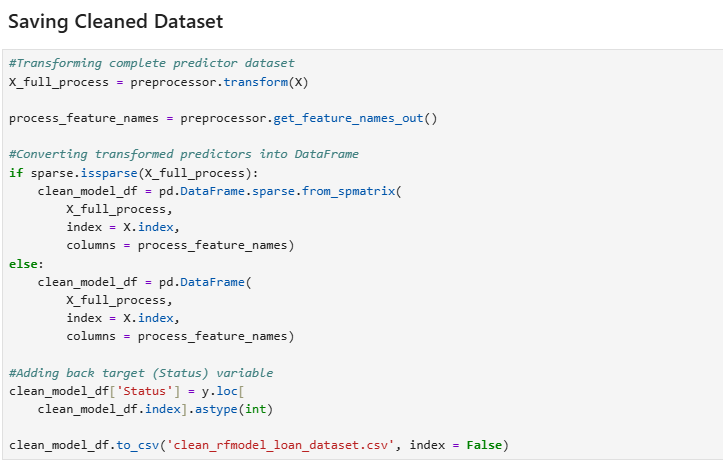 Saving Cleaned Dataset
#Transforming complete predictor dataset
X_full_process = preprocessor.transform(X)
process_feature_names = preprocessor.get_feature_names_out()
#Converting transformed predictors into DataFrame
if sparse.issparse(X_full_process):
    clean_model_df = pd.DataFrame.sparse.from_spmatrix(
        X_full_process,
        index = X.index,
        columns = process_feature_names)
else:
    clean_model_df = pd.DataFrame(
        X_full_process,
        index = X.index,
        columns = process_feature_names)
#Adding back target (Status) variable
clean_model_df['Status'] = y.loc[
    clean_model_df.index].astype(int)
clean_model_df.to_csv('clean_rfmodel_loan_dataset.csv', index = False)